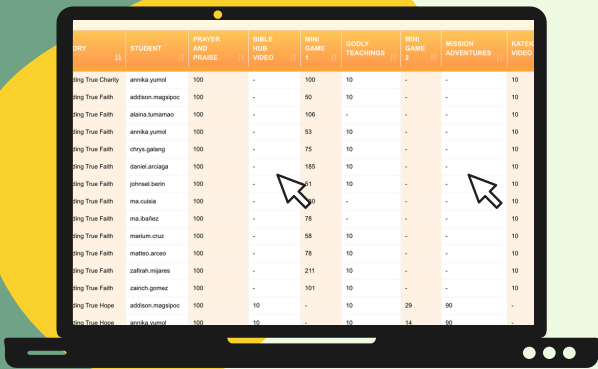 PRAYER BIBLE MINI MINI
ORY STUDENT AND HUB GAME GODLY TEACHINGS GAME MISSION ADVENTURES KATEK VIDEO
PRAISE VIDEO 1 2
ding True Charity annika.yumol 100 - 100 10 - - 10
ding True Faith addison.magsipoc 100 - 50 10 - - 10
ding True Faith alaina.tumamao 100 - 106 - - - 10
ding True Faith annika.yumol 100 - 53 10 - - 10
ding True Faith chrys.galang 100 - 75 10 - - 10
ding True Faith daniel.arciaga 100 - 185 10 - - 10
ding True Faith johnsel.berin 100 - 10 - - 10
ding True Faith ma.cuisia 100 - - - 10
ding True Faith ma.ibañez 100 - 78 - - - 10
ding True Faith marium.cruz 100 - 58 10 - - 10
ding True Faith matteo.arceo 100 - 78 10 - - 10
ding True Faith zafirah.mijares 100 - 211 10 - - 10
ding True Faith zairich.gomez 100 - 101 10 - - 10
ding True Hope addison.magsipoc 100 10 - 10 29 90 -
ding True Hope annika.yumol 100 10 - 10 14 90 -